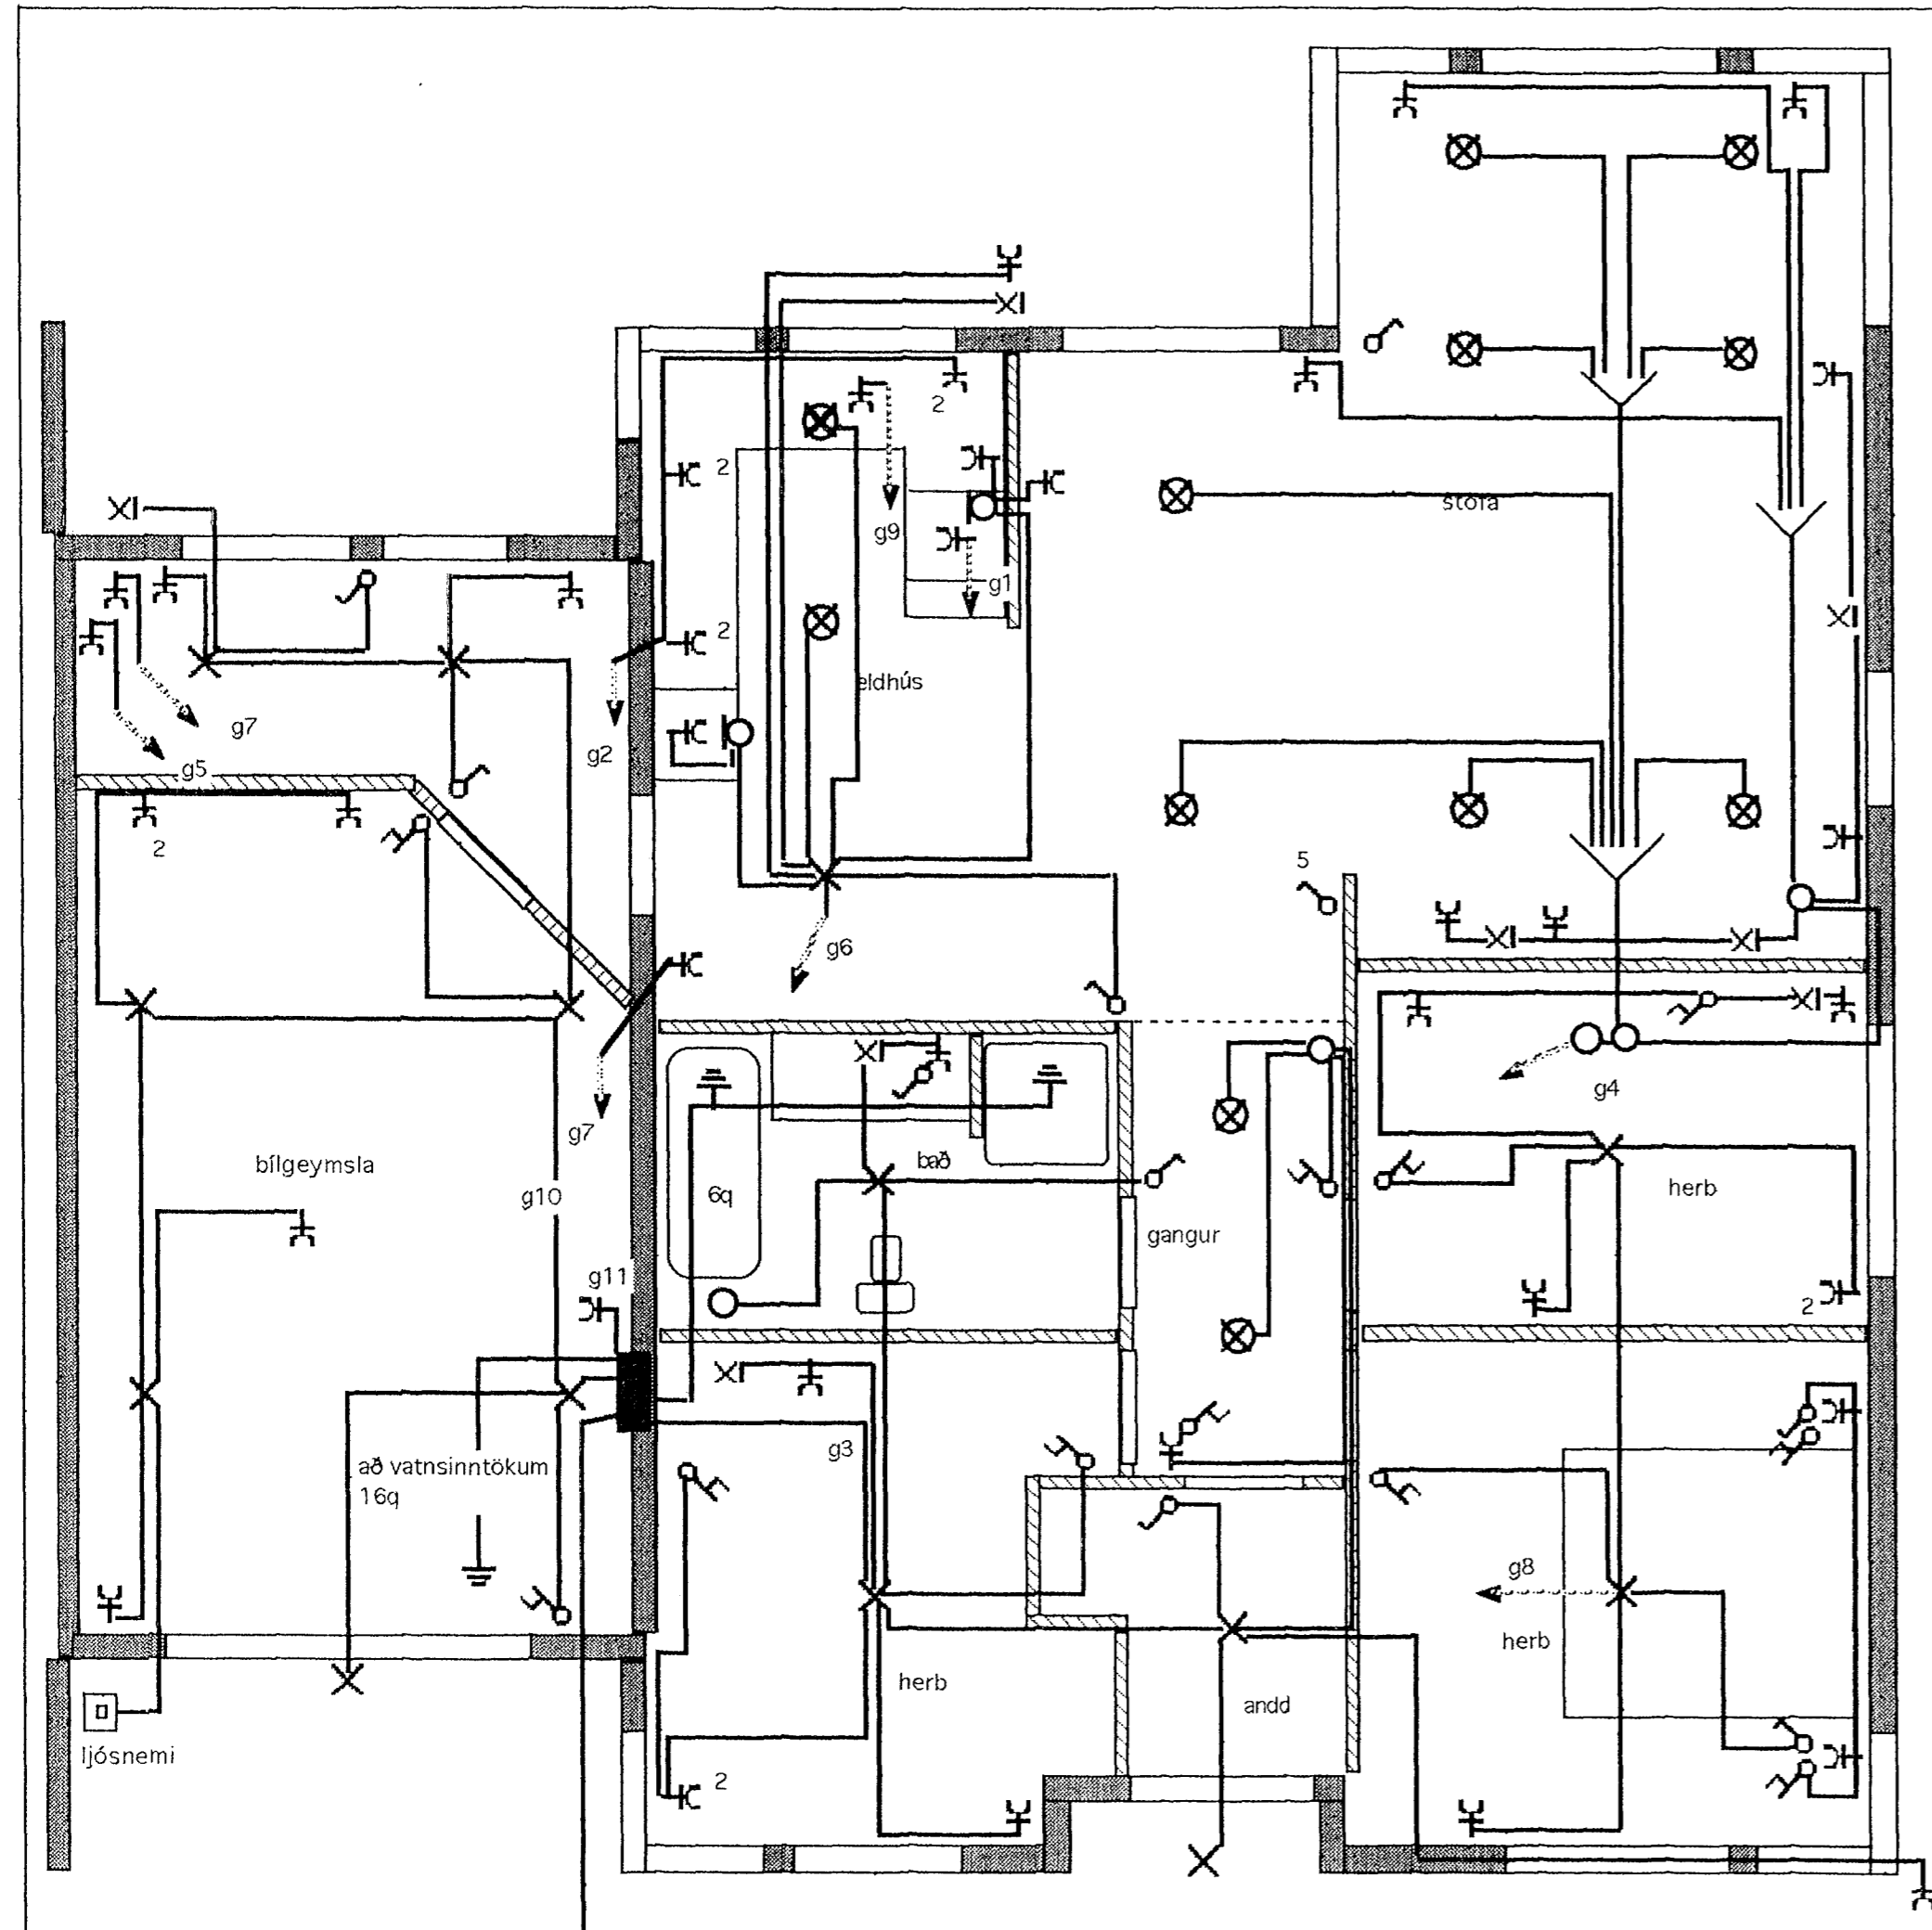 2
2
stofa
g9
g1
2
eldhús
g7
g2
g5
2
5
g6
g4
g7
bað
bílgeymsla
6q
herb
g10
gangur
g11
2
g3
að vatnsinntökum
16q
g8
herb
herb
andd
ljósnemi
2